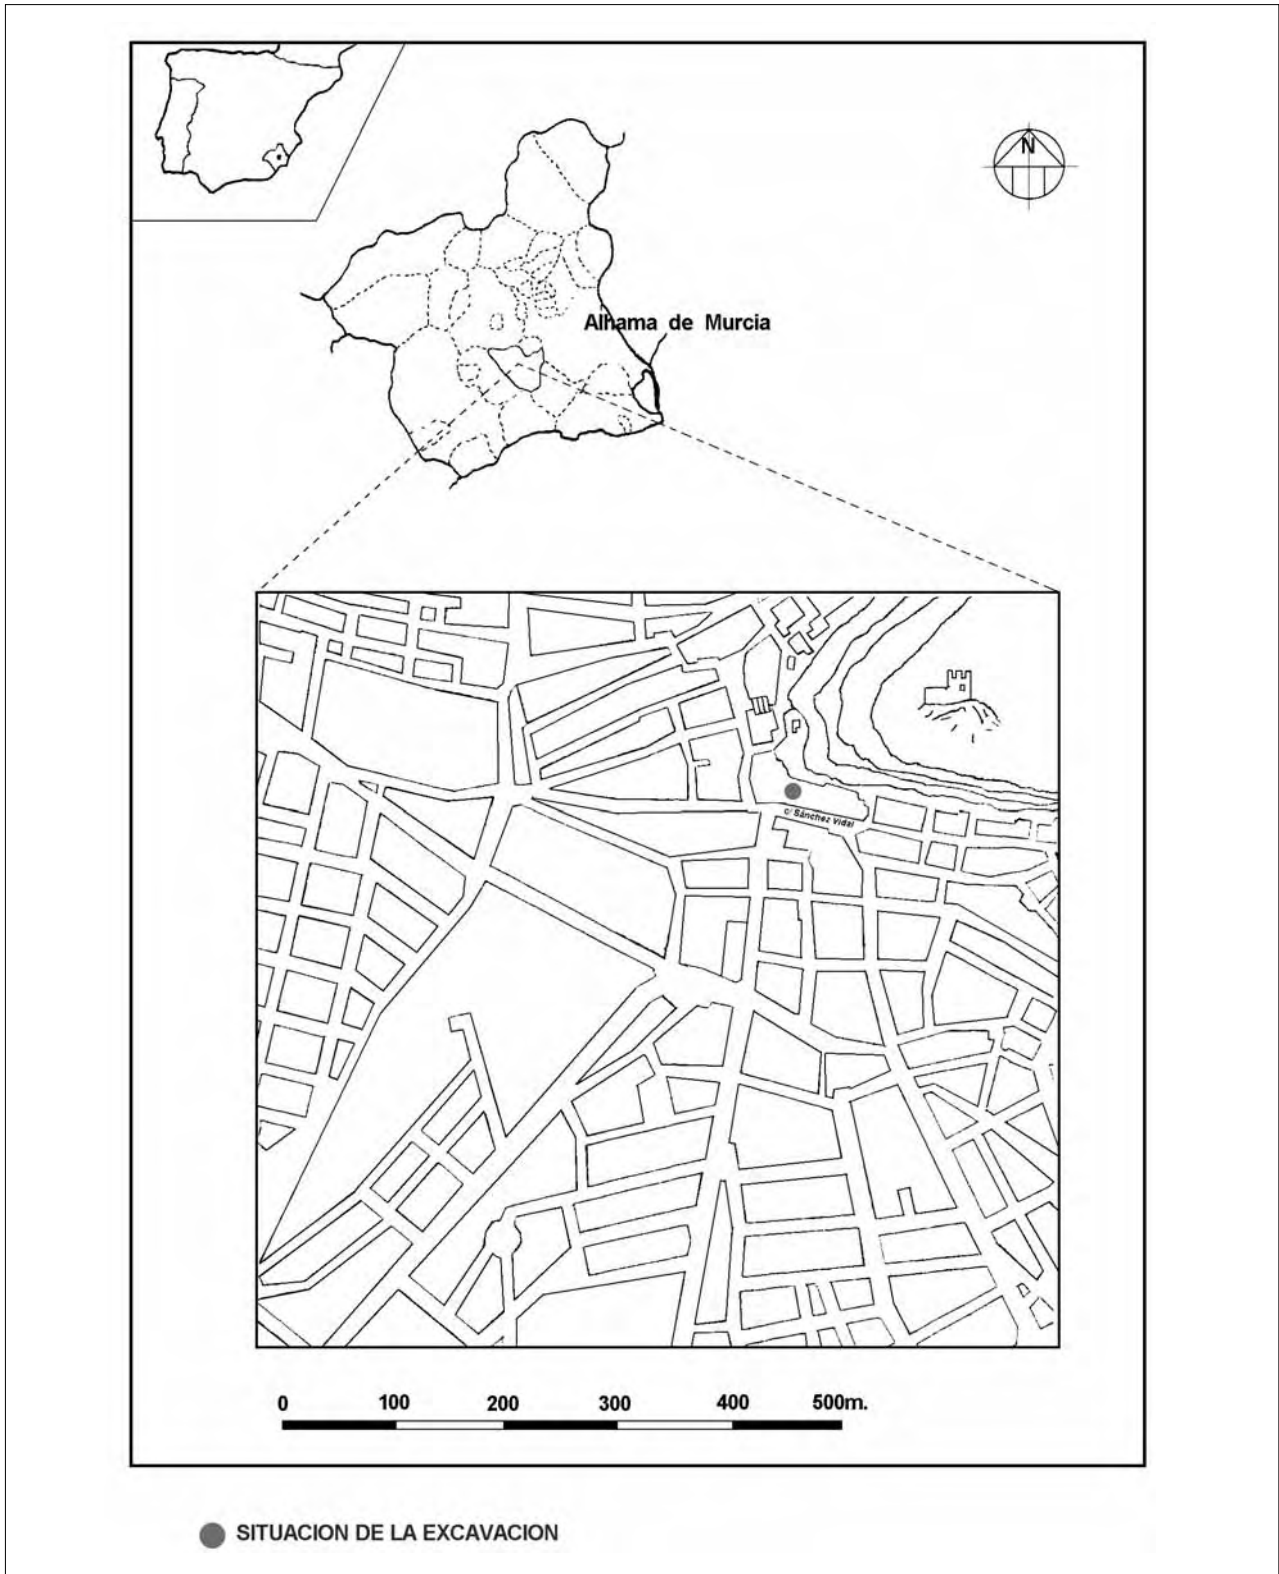 N
Alhama de Murcia
c/ Sánchez Vidal
0 100 200 300 400 500m.
SITUACION DE LA EXCAVACION